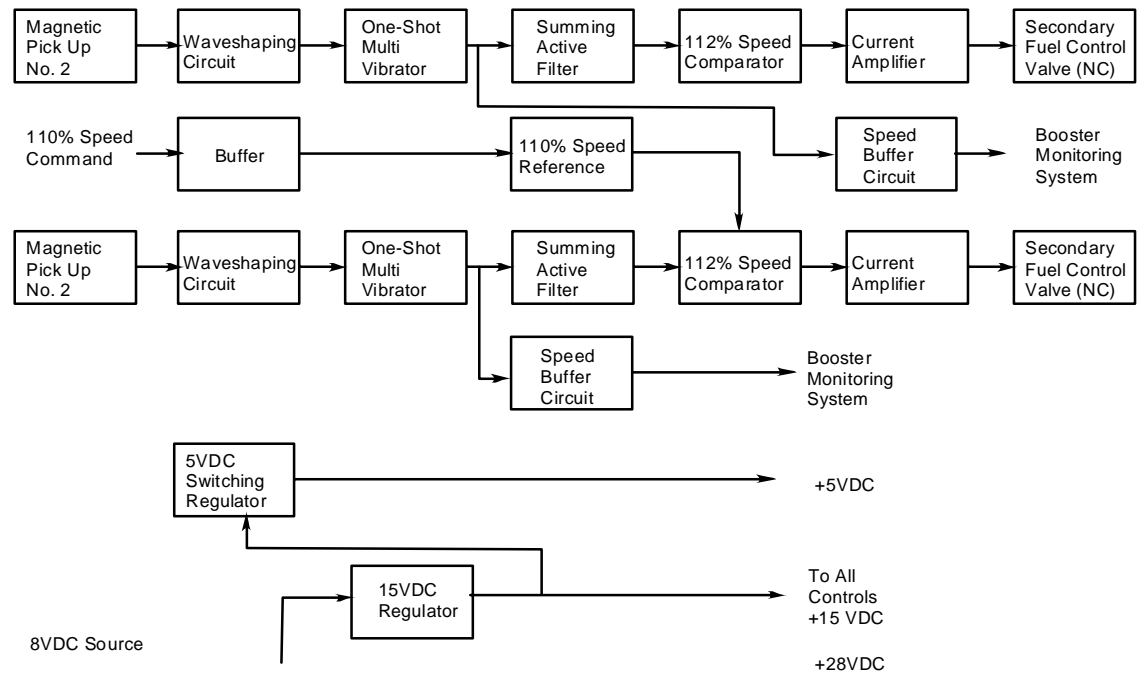 Magnetic
Pick Up
No. 2
Waveshaping
Circuit
One-Shot
Multi
Vibrator
Summing
Active
Filter
112% Speed
Comparator
Current
Amplifier
Secondary
Fuel Control
Valve (NC)
110% Speed
Command
Buffer
110% Speed
Reference
Speed
Buffer
Circuit
Booster
Monitoring
System
Magnetic
Pick Up
No. 2
Waveshaping
Circuit
One-Shot
Multi
Vibrator
Summing
Active
Filter
112% Speed
Comparator
Current
Amplifier
Secondary
Fuel Control
Valve (NC)
Speed
Buffer
Circuit
Booster
Monitoring
System
5VDC
Switching
Regulator
+5VDC
15VDC
Regulator
To All
Controls
+15 VDC
8VDC Source
+28VDC